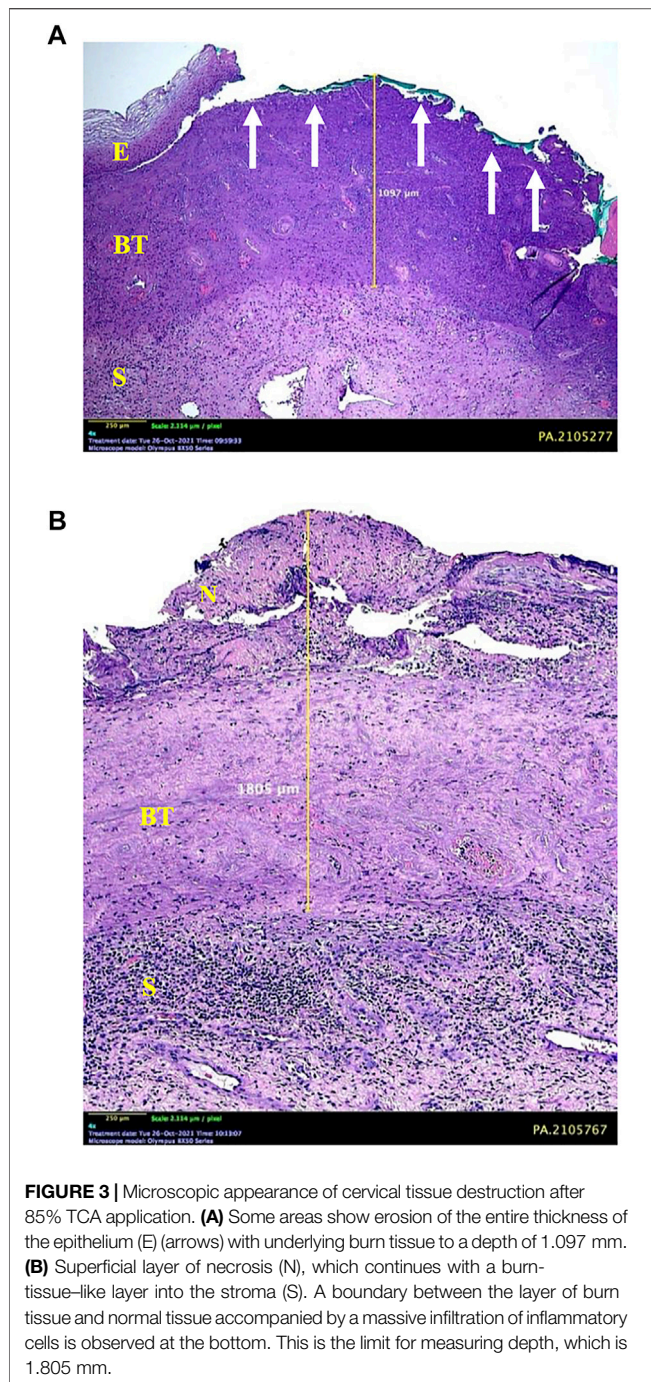 A
E
1097 µm
BT
S
250 µm Scale: 2.334 µm / pixel
4x
Treatment date: Tue 26-Oct-2021 Time: 09:59:33
Microscope model: Olympus BX50 Series
PA.2105277
B
N
1805 µm
BT
S
250 µm Scale: 2.334 µm / pixel
4x
Treatment date: Tue 26-Oct-2021 Time: 10:13:07
Microscope model: Olympus BX50 Series
PA.2105767
FIGURE 3 | Microscopic appearance of cervical tissue destruction after
85% TCA application. (A) Some areas show erosion of the entire thickness of
the epithelium (E) (arrows) with underlying burn tissue to a depth of 1.097 mm.
(B) Superficial layer of necrosis (N), which continues with a burn-
tissue–like layer into the stroma (S). A boundary between the layer of burn
tissue and normal tissue accompanied by a massive infiltration of inflammatory
cells is observed at the bottom. This is the limit for measuring depth, which is
1.805 mm.